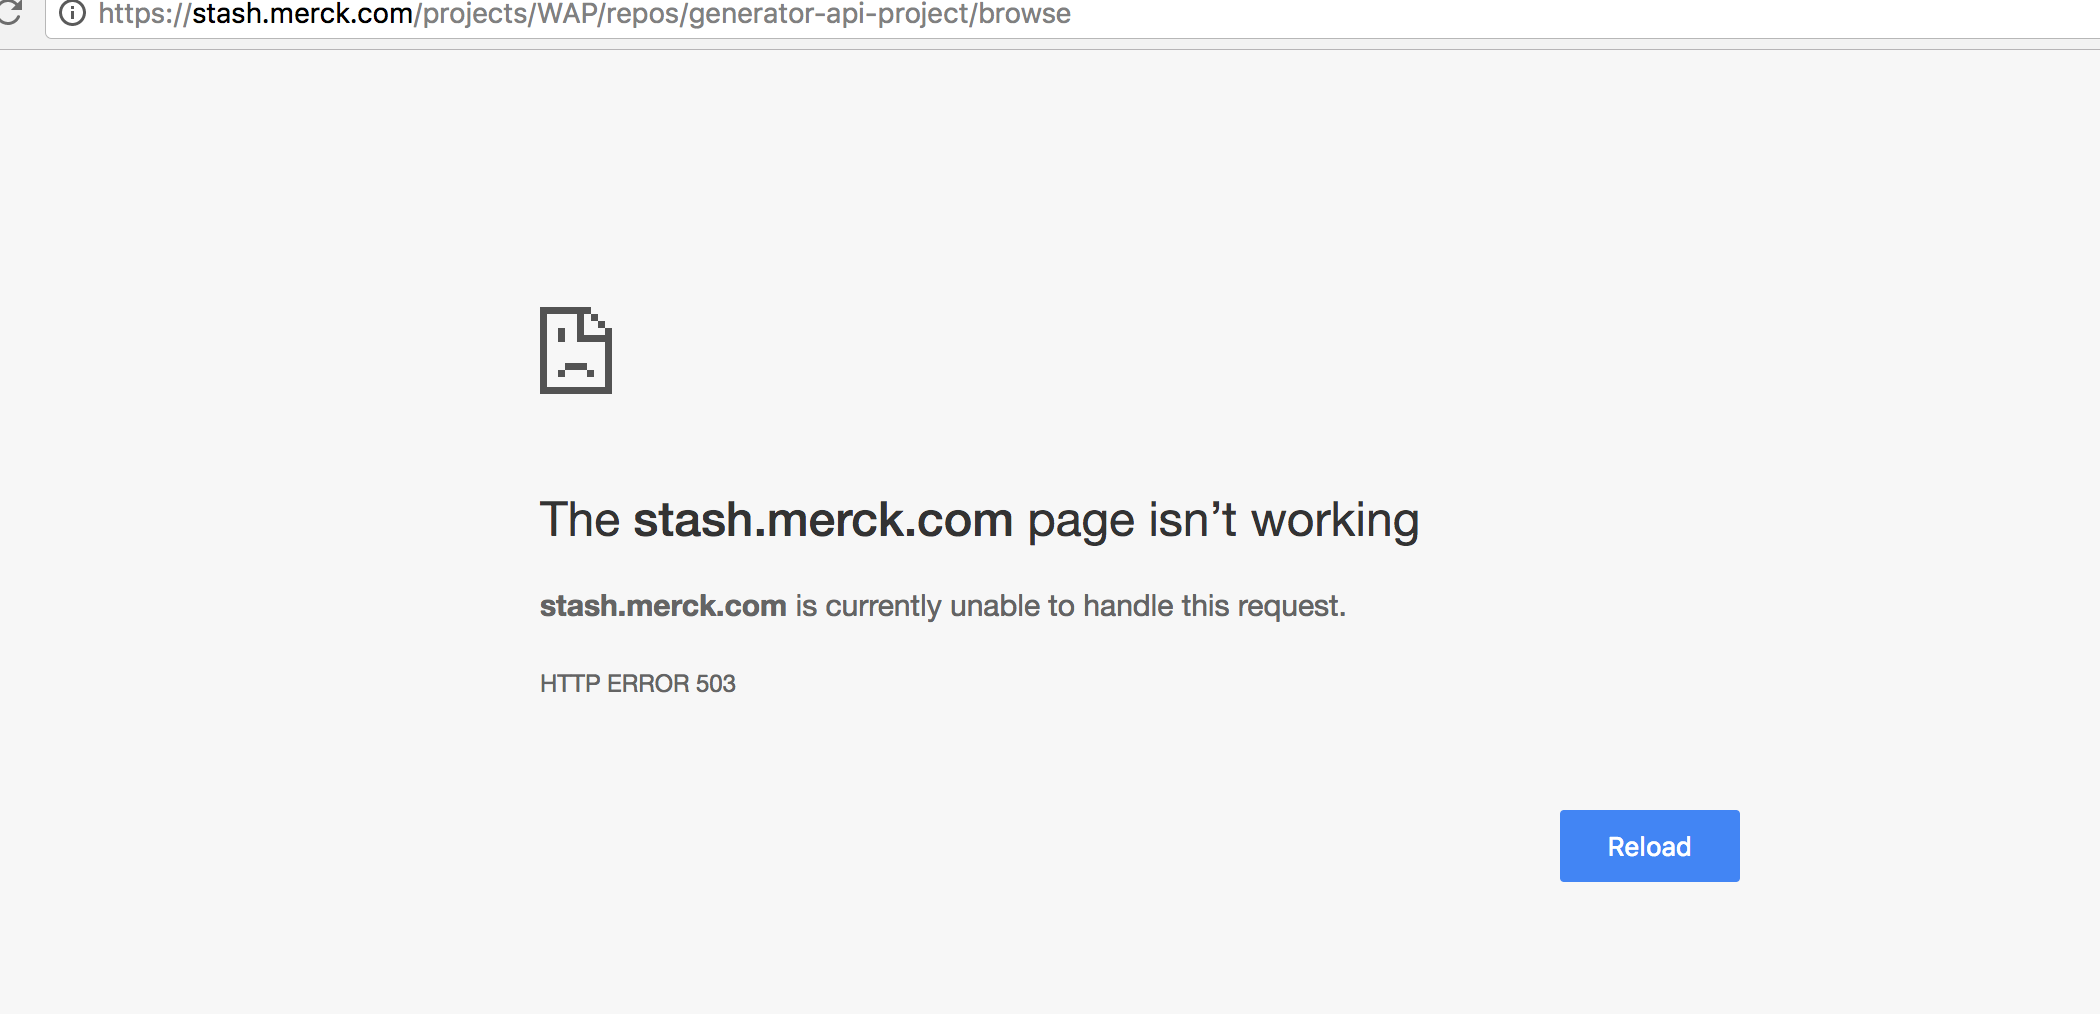 https://stash.merck.com/projects/WAP/repos/generator-api-project/browse
The stash.merck.com page isn’t working
stash.merck.com is currently unable to handle this request.
HTTP ERROR 503
Reload